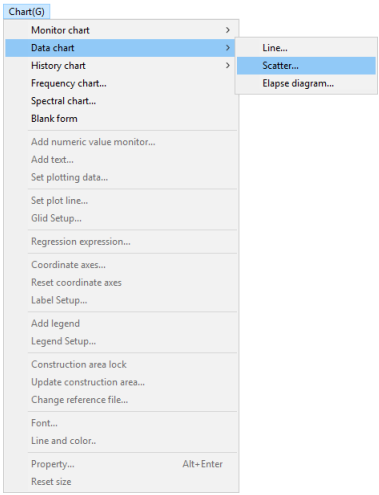 Chart(G)
Monitor chart >
Data chart >
Line...
History chart >
Scatter...
Frequency chart...
Elapse diagram...
Spectral chart...
Blank form
Add numeric value monitor...
Add text...
Set plotting data...
Set plot line...
Glid Setup...
Regression expression...
Coordinate axes...
Reset coordinate axes
Label Setup...
Add legend
Legend Setup...
Construction area lock
Update construction area...
Change reference file...
Font...
Line and color..
Property... Alt+Enter
Reset size